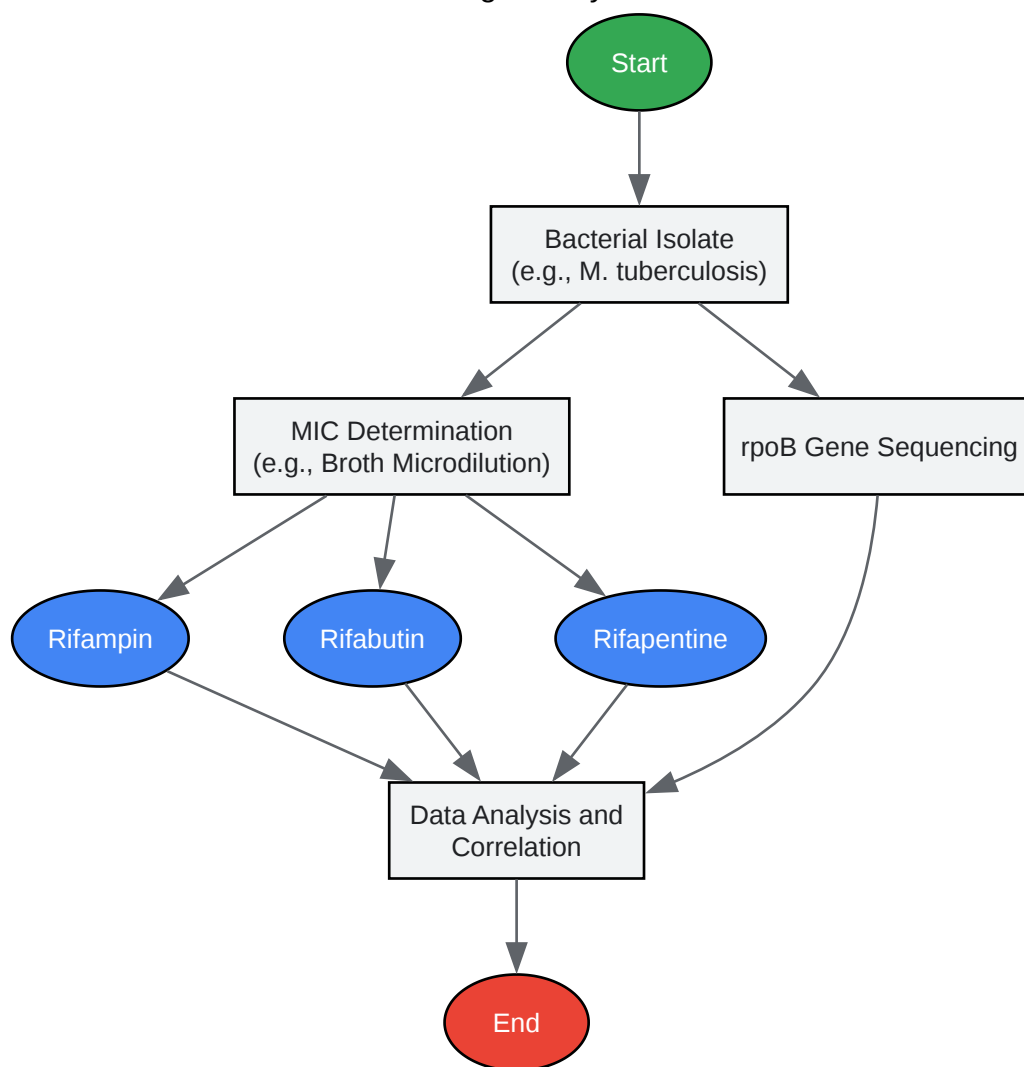 Start
Bacterial Isolate
(e.g., M. tuberculosis)
MIC Determination
(e.g., Broth Microdilution)
rpoB Gene Sequencing
Rifampin
Rifabutin
Rifapentine
Data Analysis and
Correlation
End